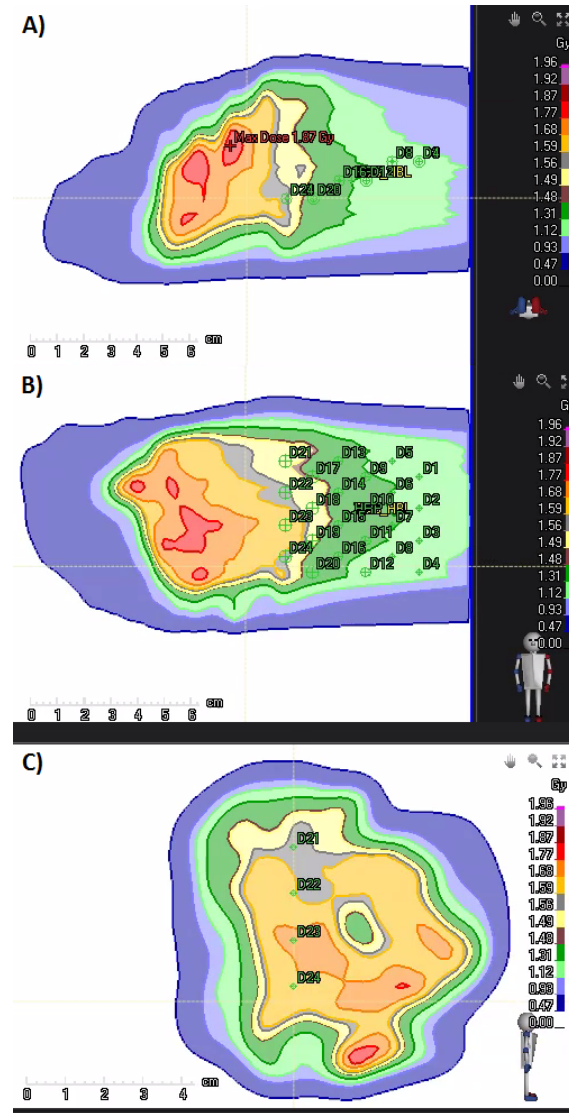 A)
Gy
1.96
1.92
1.87
1.77
1.68
1.59
1.56
1.49
1.48
1.31
1.12
0.93
0.47
0.00
Max Dose 1.87 Gy
D8 D4
D24 D20
0 1 2 3 4 5 6 cm
B)
G
1.96
1.92
1.87
1.77
1.68
1.59
1.56
1.49
1.48
1.31
1.12
0.93
0.47
0.00
D21 D13 D5
D17 D9 D1
D22 D14 D6
D18 D10 D2
D23 D15 D7
D19 D11 D3
D24 D16 D8
D20 D12 D4
0 1 2 3 4 5 6 cm
C)
Gy
1.96
1.92
1.87
1.77
1.68
1.59
1.56
1.49
1.48
1.31
1.12
0.93
0.47
0.00
D21
D22
D23
D24
0 1 2 3 4 cm